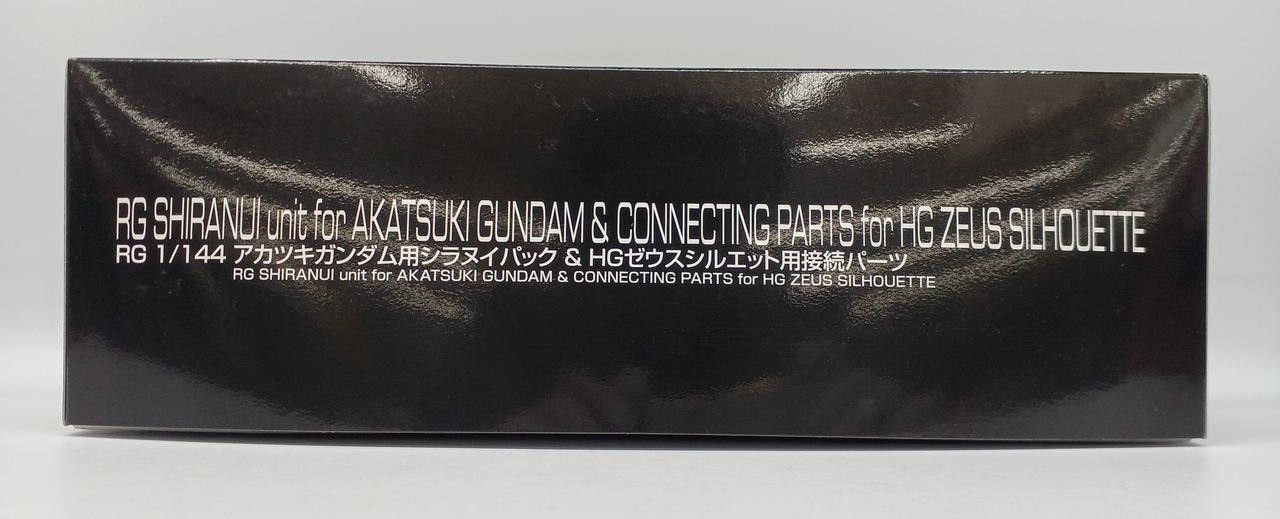 RG SHIRANUI unit for AKATSUKI GUNDAM & CONNECTING PARTS for HG ZEUS SILHOUETTE
RG 1/144 アカツキガンダム用シラヌイパック & HGゼウスシルエット用接続パーツ
RG SHIRANUI unit for AKATSUKI GUNDAM & CONNECTING PARTS for HG ZEUS SILHOUETTE